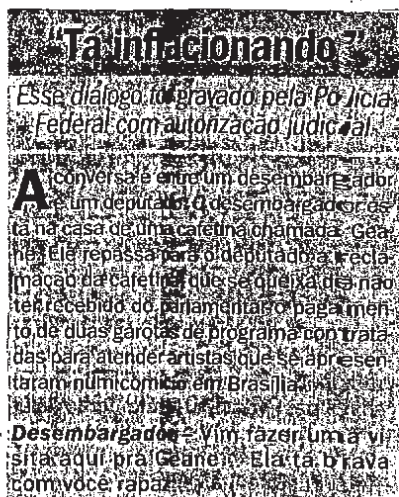 "Tá inflacionando"
Esse diálogo foi gravado pela Polícia
Federal com autorização judicial
A conversa é entre um desembargador
e um deputado. O desembargador es-
tá na casa de uma cafetina chamada Gea-
ne. Ele repassa para o deputado a recla-
mação da cafetina, que se queixa de não
ter recebido do parlamentar o pagamen-
to de duas garotas de programa contrata-
das para atender artistas que se apresen-
taram num comício em Brasília.
Desembargador – Vim fazer uma vi-
sita aqui pra Geane. Ela tá brava
com você, rapaz